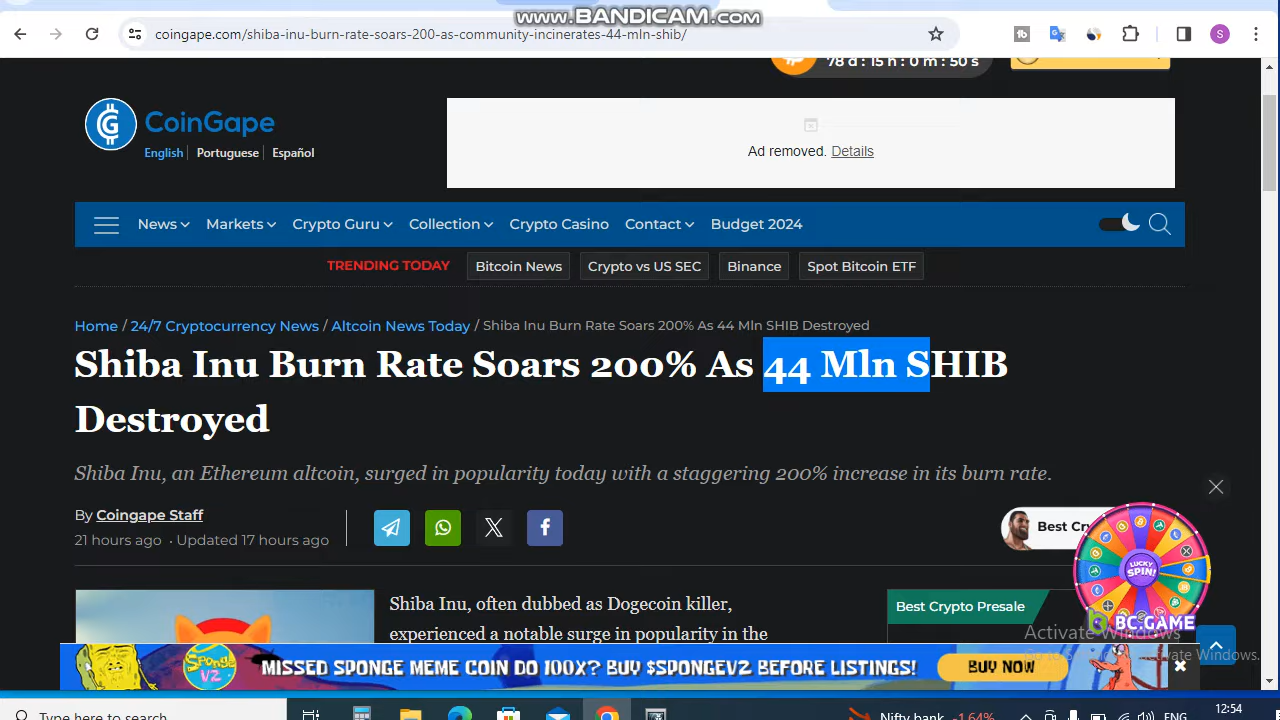 www.BANDICAM.com
coingape.com/shiba-inu-burn-rate-soars-200-as-community-incinerates-44-mln-shib/
S
78 d : 15 h : 0 m : 50 s
CoinGape
English Portuguese Español
Ad removed. Details
News Markets Crypto Guru Collection Crypto Casino Contact Budget 2024
TRENDING TODAY Bitcoin News Crypto vs US SEC Binance Spot Bitcoin ETF
Home / 24/7 Cryptocurrency News / Altcoin News Today / Shiba Inu Burn Rate Soars 200% As 44 Mln SHIB Destroyed
Shiba Inu Burn Rate Soars 200% As 44 Mln SHIB
Destroyed
Shiba Inu, an Ethereum altcoin, surged in popularity today with a staggering 200% increase in its burn rate.
By Coingape Staff
21 hours ago · Updated 17 hours ago
Best
LUCKY
SPIN!
BC.GAME
Shiba Inu, often dubbed as Dogecoin killer,
experienced a notable surge in popularity in the
Best Crypto Presale
Activate Windows
SPONGE
V2
MISSED SPONGE MEME COIN DO 100X? BUY $SPONGEV2 BEFORE LISTINGS!
BUY NOW
Type here to search
Nifty bank -1.64%
ENG
12:54